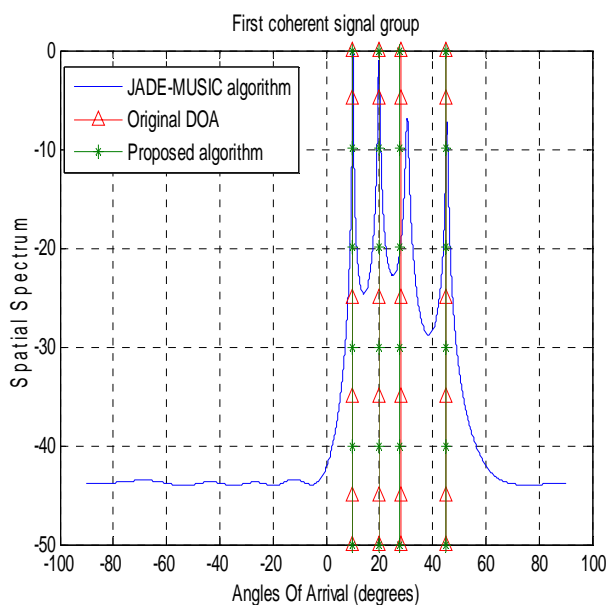 First coherent signal group
JADE-MUSIC algorithm
Original DOA
Proposed algorithm
Spatial Spectrum
0
-10
-20
-30
-40
-50
-100 -80 -60 -40 -20 0 20 40 60 80 100
Angles Of Arrival (degrees)